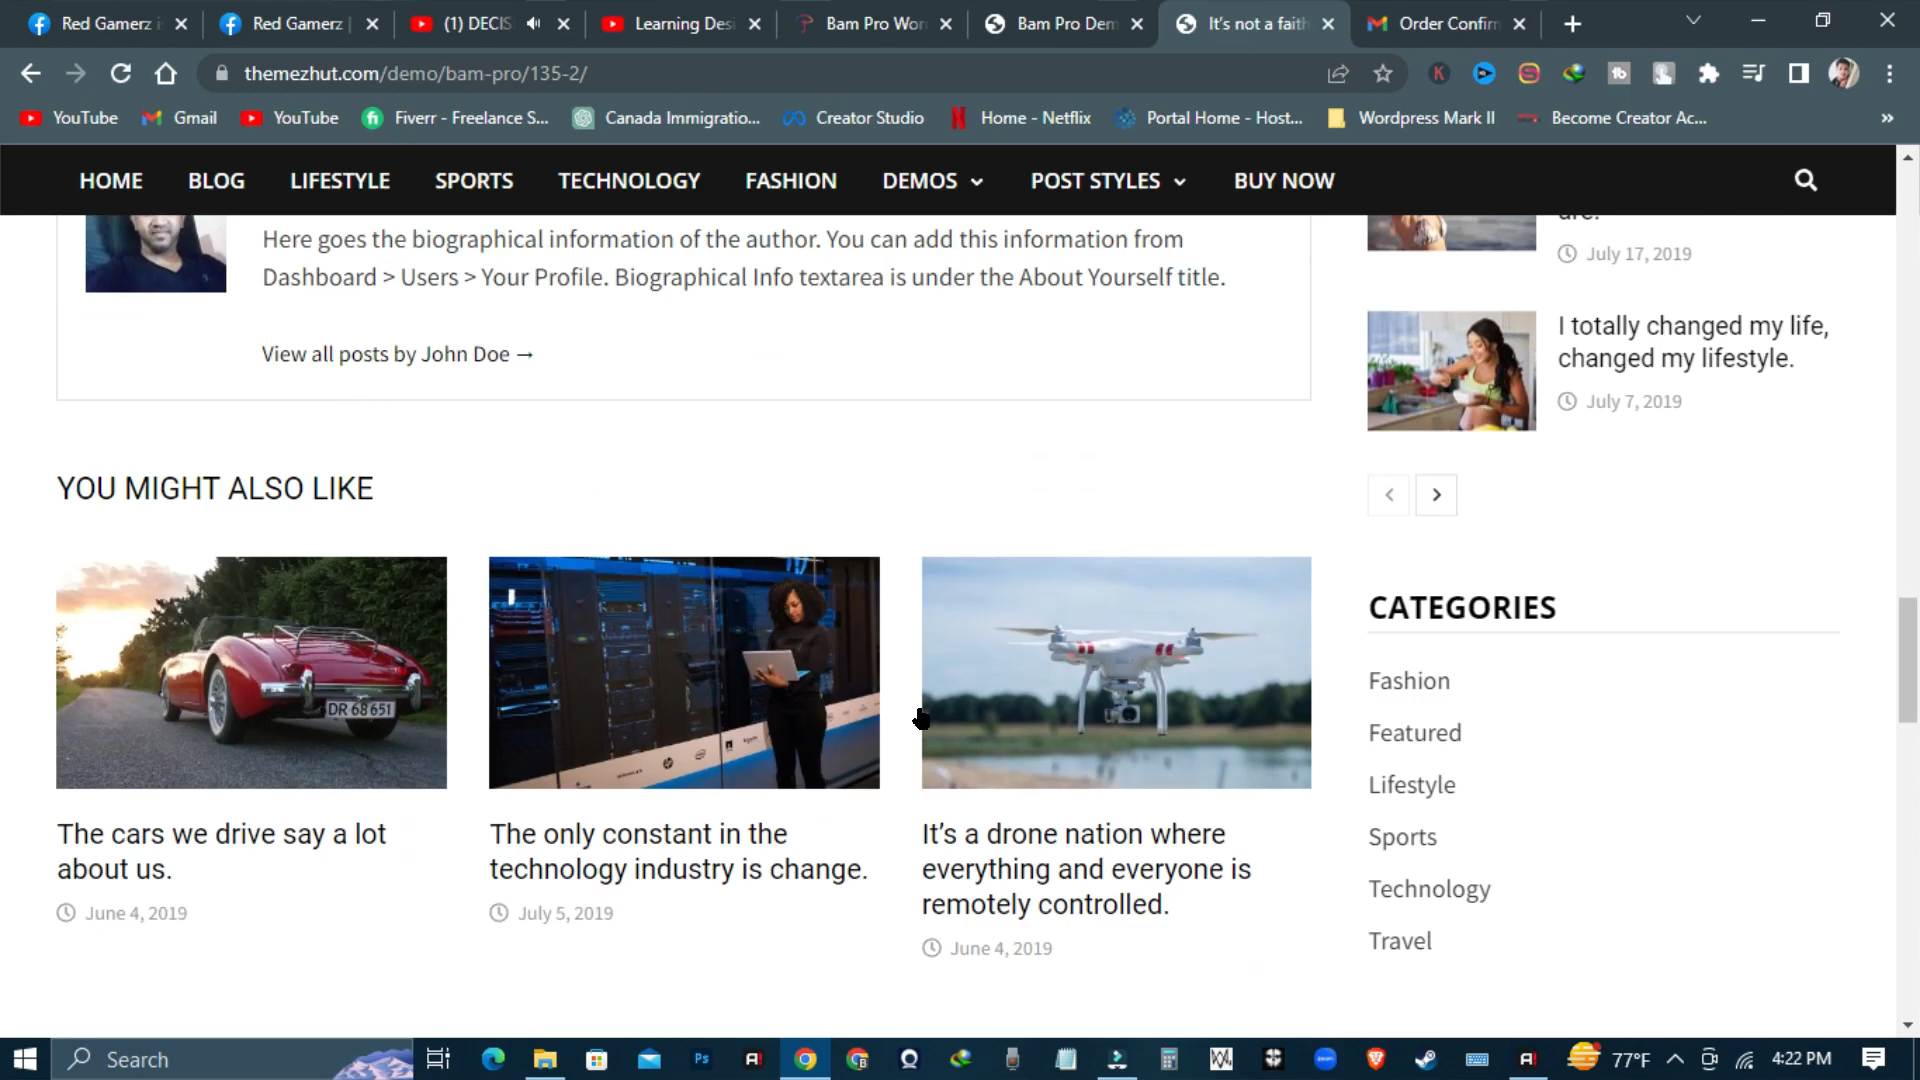 Red Gamerz i
Red Gamerz |
(1) DECIS
Learning Des
Bam Pro Wor
Bam Pro Dem
It's not a faith
Order Confirm
themezhut.com/demo/bam-pro/135-2/
YouTube
Gmail
YouTube
Fiverr - Freelance S...
Canada Immigratio...
Creator Studio
Home - Netflix
Portal Home - Host...
Wordpress Mark II
Become Creator Ac...
HOME
BLOG
LIFESTYLE
SPORTS
TECHNOLOGY
FASHION
DEMOS
POST STYLES
BUY NOW
Here goes the biographical information of the author. You can add this information from
Dashboard > Users > Your Profile. Biographical Info textarea is under the About Yourself title.
View all posts by John Doe →
are.
July 17, 2019
I totally changed my life,
changed my lifestyle.
July 7, 2019
YOU MIGHT ALSO LIKE
DR 68 651
The cars we drive say a lot
about us.
June 4, 2019
The only constant in the
technology industry is change.
July 5, 2019
It's a drone nation where
everything and everyone is
remotely controlled.
June 4, 2019
CATEGORIES
Fashion
Featured
Lifestyle
Sports
Technology
Travel
Search
77°F
4:22 PM